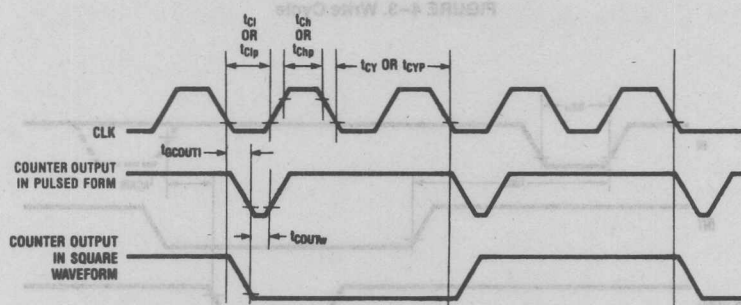 FIGURE 4–3. Write Cycle
tCl
OR
tClp
tCh
OR
tChp
tCY OR tCYP
CLK
tGCOUTI
COUNTER OUTPUT
IN PULSED FORM
tCOUTw
COUNTER OUTPUT
IN SQUARE
WAVEFORM